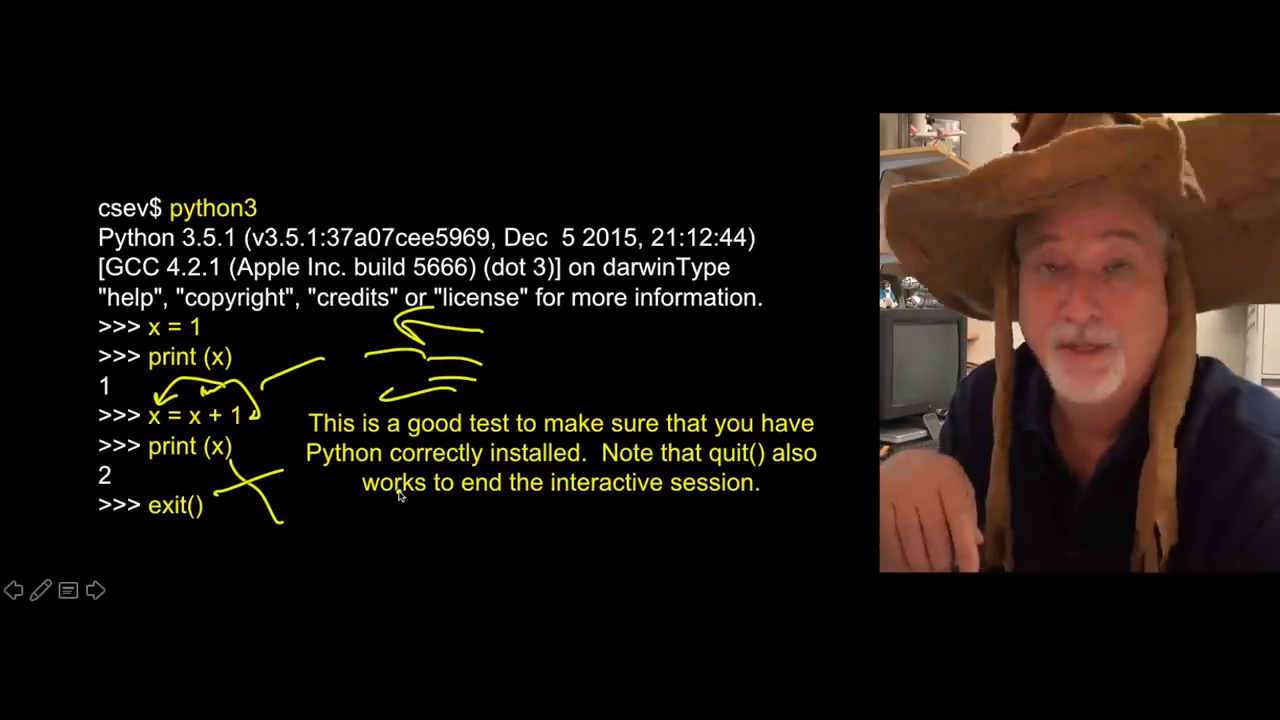 csev$ python3
Python 3.5.1 (v3.5.1:37a07cee5969, Dec  5 2015, 21:12:44)
[GCC 4.2.1 (Apple Inc. build 5666) (dot 3)] on darwinType
"help", "copyright", "credits" or "license" for more information.
>>> x = 1
>>> print (x)
1
>>> x = x + 1
>>> print (x)
2
>>> exit()
This is a good test to make sure that you have
Python correctly installed.  Note that quit() also
works to end the interactive session.